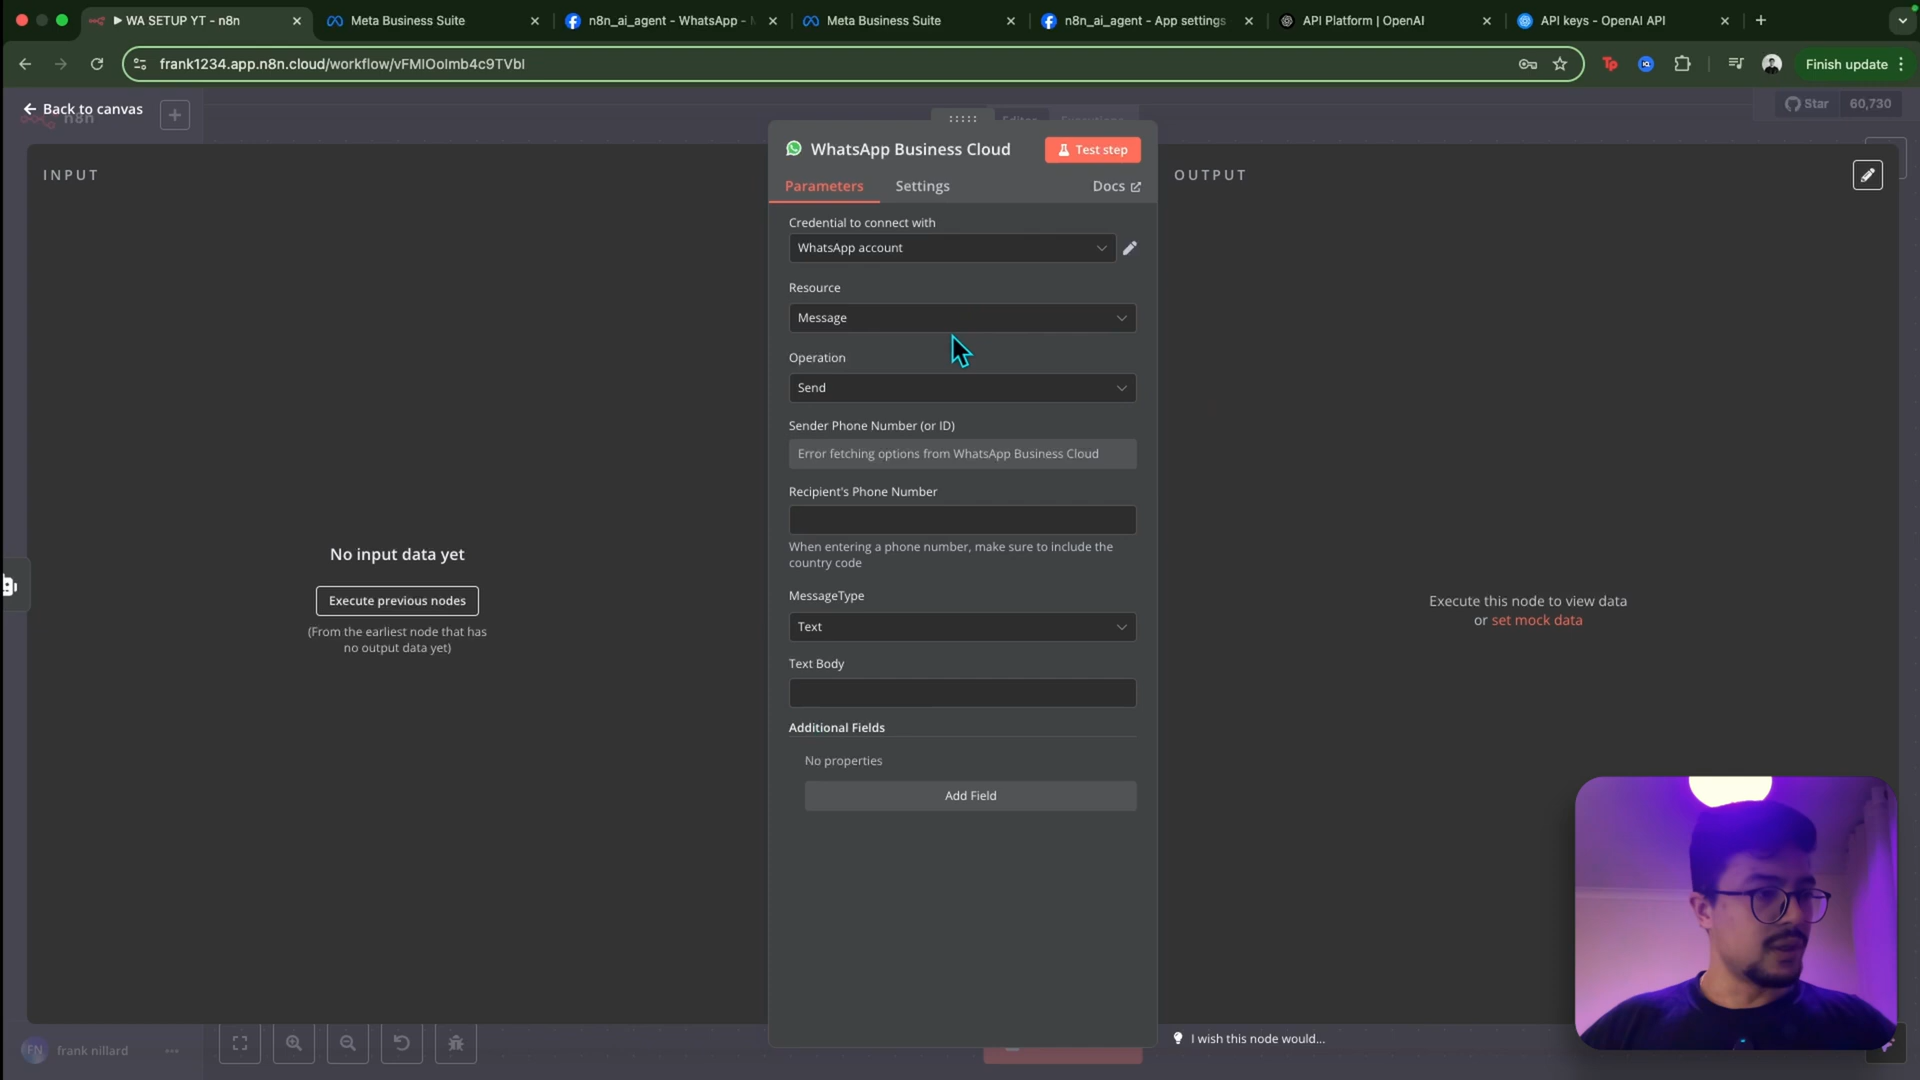 WA SETUP YT - n8n
Meta Business Suite
n8n_ai_agent - WhatsApp -
Meta Business Suite
n8n_ai_agent - App settings
API Platform | OpenAI
API keys - OpenAI API
frank1234.app.n8n.cloud/workflow/vFMIOoImb4c9TVbI
Tp
Finish update
Back to canvas
n8n
Editor
Executions
Star
60,730
INPUT
WhatsApp Business Cloud
Test step
OUTPUT
Parameters
Settings
Docs
Credential to connect with
WhatsApp account
Resource
Message
Operation
Send
Sender Phone Number (or ID)
Error fetching options from WhatsApp Business Cloud
Recipient's Phone Number
When entering a phone number, make sure to include the
country code
No input data yet
Execute previous nodes
(From the earliest node that has
no output data yet)
MessageType
Text
Text Body
Additional Fields
No properties
Add Field
Execute this node to view data
or set mock data
FN
frank nillard
I wish this node would...